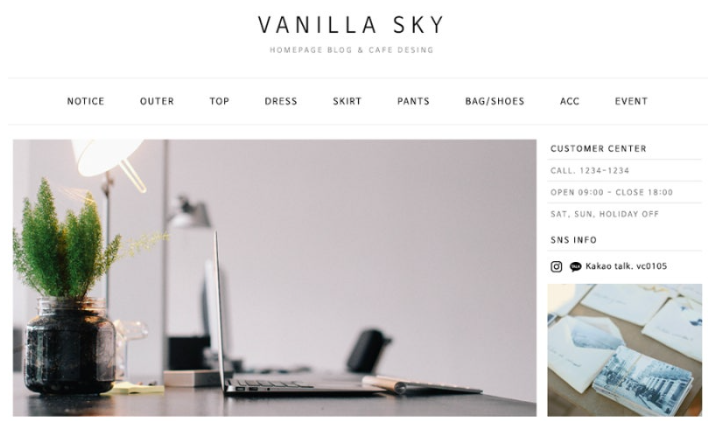 VANILLA SKY
HOMEPAGE BLOG & CAFE DESING
NOTICE OUTER TOP DRESS SKIRT PANTS BAG/SHOES ACC EVENT
CUSTOMER CENTER
CALL. 1234-1234
OPEN 09:00 - CLOSE 18:00
SAT, SUN, HOLIDAY OFF
SNS INFO
Kakao talk. vc0105